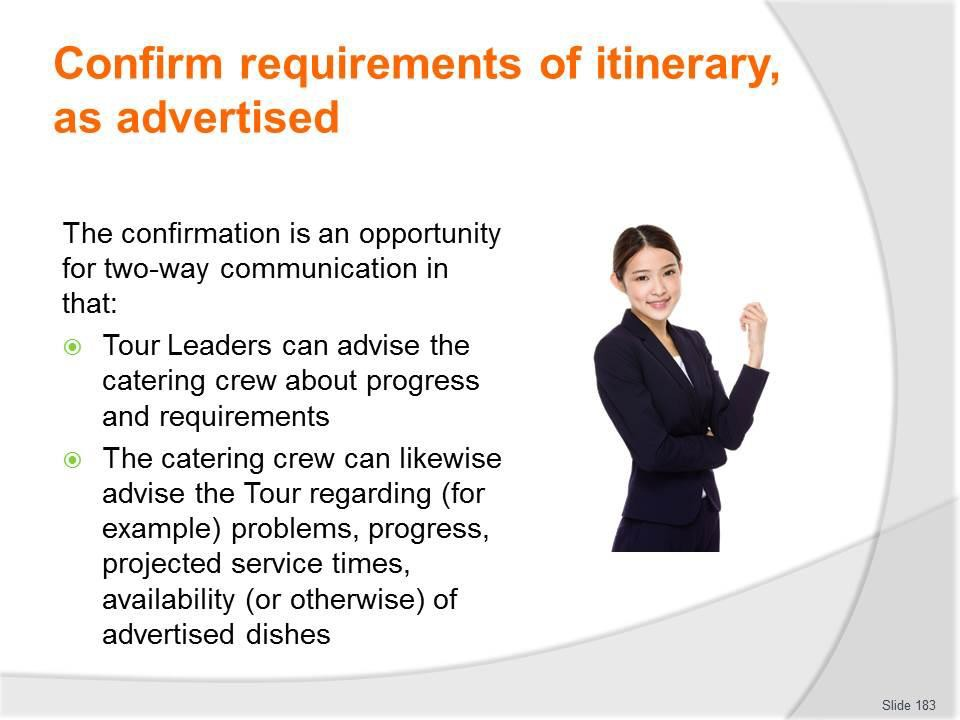 Confirm requirements of itinerary,
as advertised
The confirmation is an opportunity
for two-way communication in
that:
Tour Leaders can advise the
catering crew about progress
and requirements
The catering crew can likewise
advise the Tour regarding (for
example) problems, progress,
projected service times,
availability (or otherwise) of
advertised dishes
Slide 183